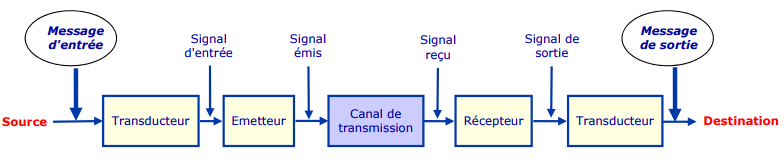 Message
d'entrée
Signal
d'entrée
Signal
émis
Signal
reçu
Signal de
sortie
Message
de sortie
Source
Transducteur
Emetteur
Canal de
transmission
Récepteur
Transducteur
Destination